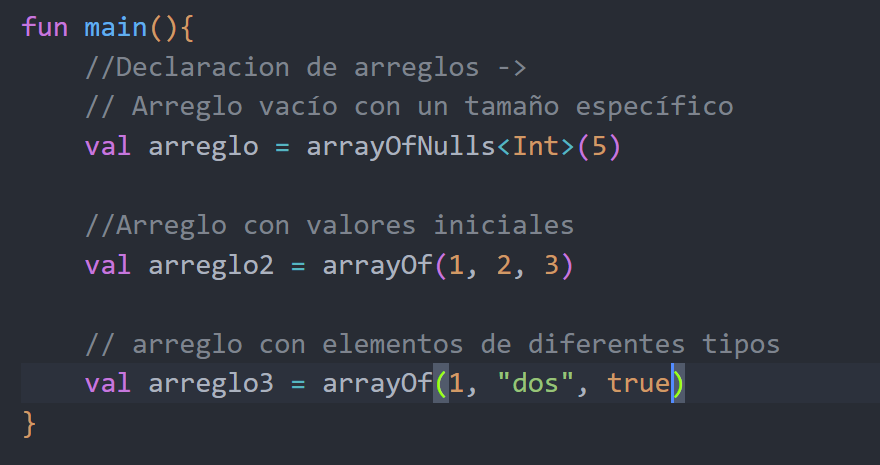 fun main(){
//Declaracion de arreglos ->
// Arreglo vacío con un tamaño específico
val arreglo = arrayOfNulls<Int>(5)
//Arreglo con valores iniciales
val arreglo2 = arrayOf(1, 2, 3)
// arreglo con elementos de diferentes tipos
val arreglo3 = arrayOf(1, "dos", true)
}